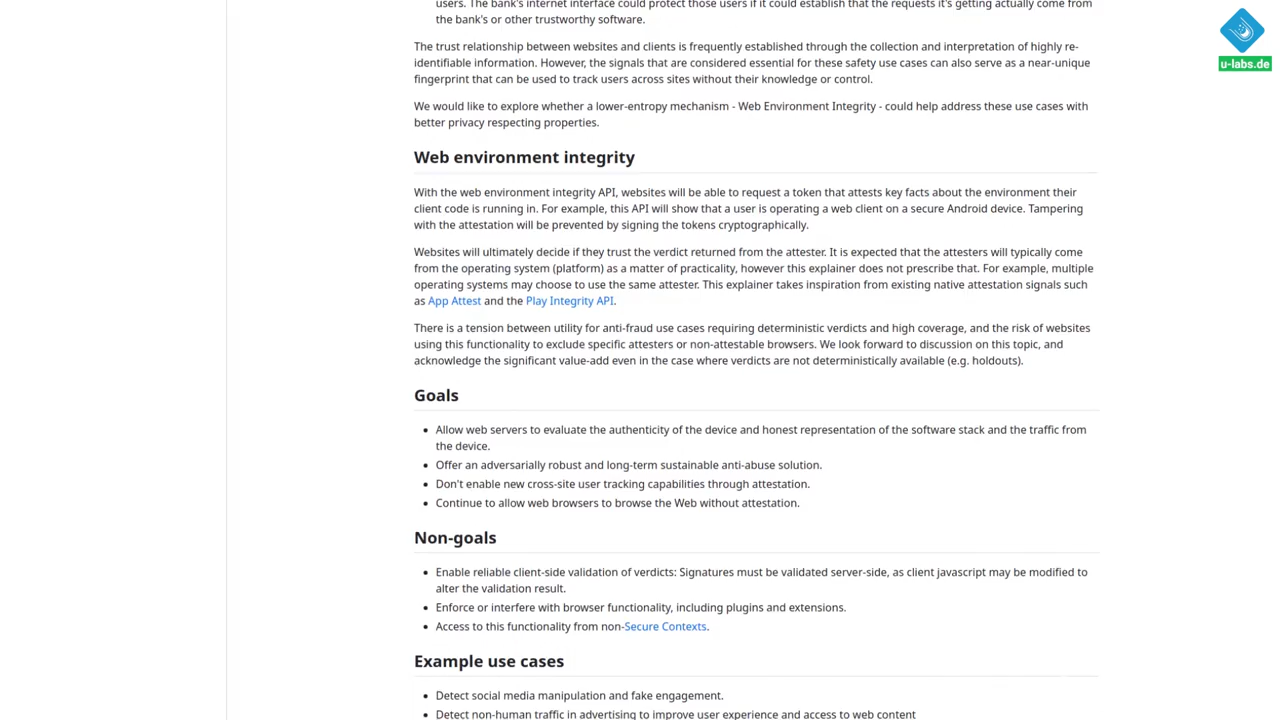 users. The bank's internet interface could protect those users if it could establish that the requests it's getting actually come from
the bank's or other trustworthy software.
The trust relationship between websites and clients is frequently established through the collection and interpretation of highly re-
identifiable information. However, the signals that are considered essential for these safety use cases can also serve as a near-unique
fingerprint that can be used to track users across sites without their knowledge or control.
We would like to explore whether a lower-entropy mechanism - Web Environment Integrity - could help address these use cases with
better privacy respecting properties.
Web environment integrity
With the web environment integrity API, websites will be able to request a token that attests key facts about the environment their
client code is running in. For example, this API will show that a user is operating a web client on a secure Android device. Tampering
with the attestation will be prevented by signing the tokens cryptographically.
Websites will ultimately decide if they trust the verdict returned from the attester. It is expected that the attesters will typically come
from the operating system (platform) as a matter of practicality, however this explainer does not prescribe that. For example, multiple
operating systems may choose to use the same attester. This explainer takes inspiration from existing native attestation signals such
as App Attest and the Play Integrity API.
There is a tension between utility for anti-fraud use cases requiring deterministic verdicts and high coverage, and the risk of websites
using this functionality to exclude specific attesters or non-attestable browsers. We look forward to discussion on this topic, and
acknowledge the significant value-add even in the case where verdicts are not deterministically available (e.g. holdouts).
Goals
• Allow web servers to evaluate the authenticity of the device and honest representation of the software stack and the traffic from
the device.
• Offer an adversarially robust and long-term sustainable anti-abuse solution.
• Don't enable new cross-site user tracking capabilities through attestation.
• Continue to allow web browsers to browse the Web without attestation.
Non-goals
• Enable reliable client-side validation of verdicts: Signatures must be validated server-side, as client javascript may be modified to
alter the validation result.
• Enforce or interfere with browser functionality, including plugins and extensions.
• Access to this functionality from non-Secure Contexts.
Example use cases
• Detect social media manipulation and fake engagement.
• Detect non-human traffic in advertising to improve user experience and access to web content
u-labs.de